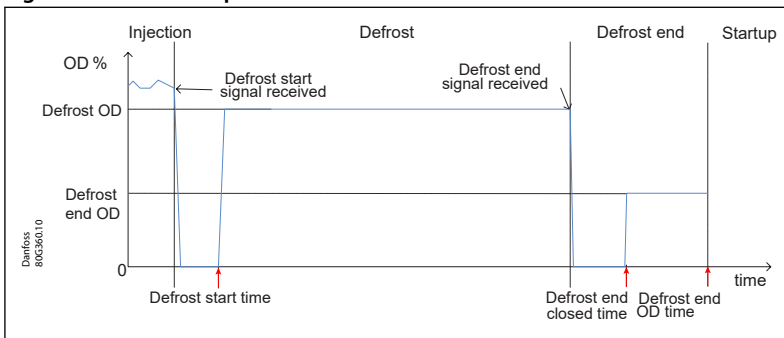 Injection
Defrost
Defrost end
Startup
OD %
Defrost start
signal received
Defrost end
signal received
Defrost OD
Defrost
end OD
Danfoss
80G360.10
0
time
Defrost start time
Defrost end
closed time
Defrost end
OD time